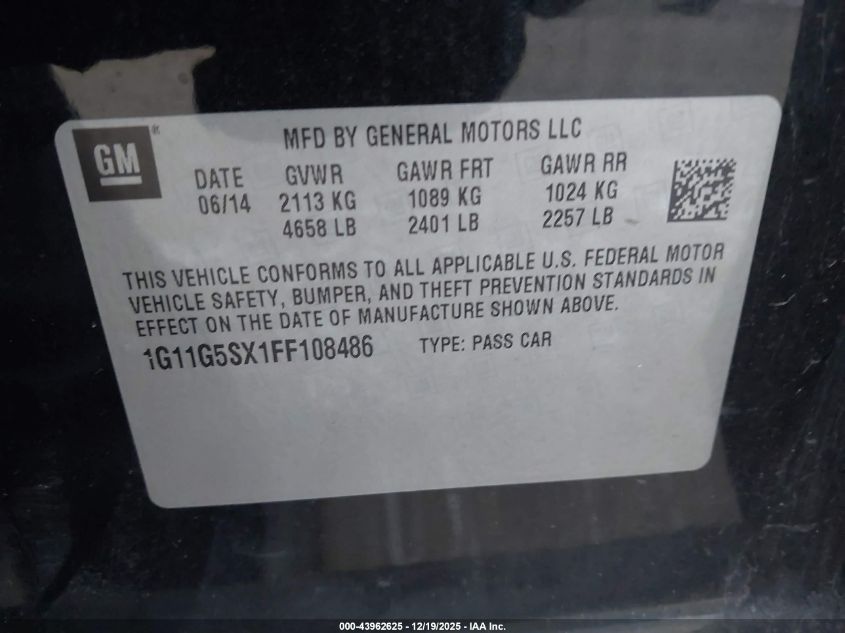 GM
MFD BY GENERAL MOTORS LLC
DATE GVWR GAWR FRT GAWR RR
06/14 2113 KG 1089 KG 1024 KG
4658 LB 2401 LB 2257 LB
THIS VEHICLE CONFORMS TO ALL APPLICABLE U.S. FEDERAL MOTOR
VEHICLE SAFETY, BUMPER, AND THEFT PREVENTION STANDARDS IN
EFFECT ON THE DATE OF MANUFACTURE SHOWN ABOVE.
1G11G5SX1FF108486 TYPE: PASS CAR
000-43962625 - 12/19/2025 - IAA Inc.